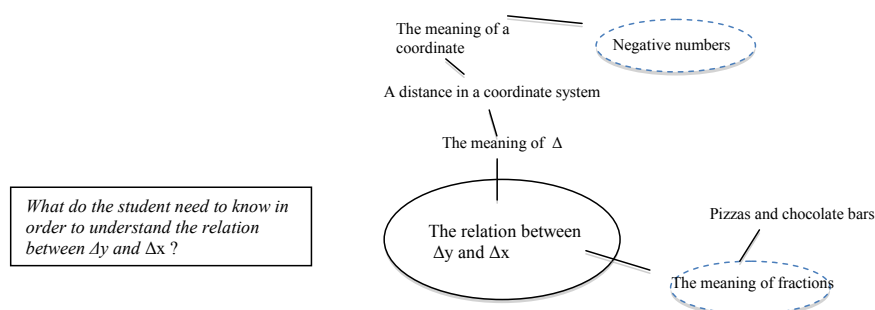 The meaning of a
coordinate
Negative numbers
A distance in a coordinate system
The meaning of Δ
What do the student need to know in
order to understand the relation
between Δy and Δx ?
The relation between
Δy and Δx
Pizzas and chocolate bars
The meaning of fractions